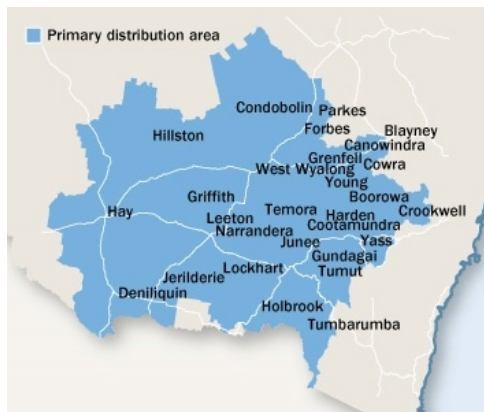 Primary distribution area
Condobolin
Parkes
Hillston
Forbes
Blayney
Canowindra
Grenfell
Cowra
West Wyalong
Young
Griffith
Boorowa
Hay
Temora
Crookwell
Leeton
Harden
Narrandera
Cootamundra
Junee
Yass
Gundagai
Lockhart
Tumut
Jerilderie
Deniliquin
Holbrook
Tumbarumba